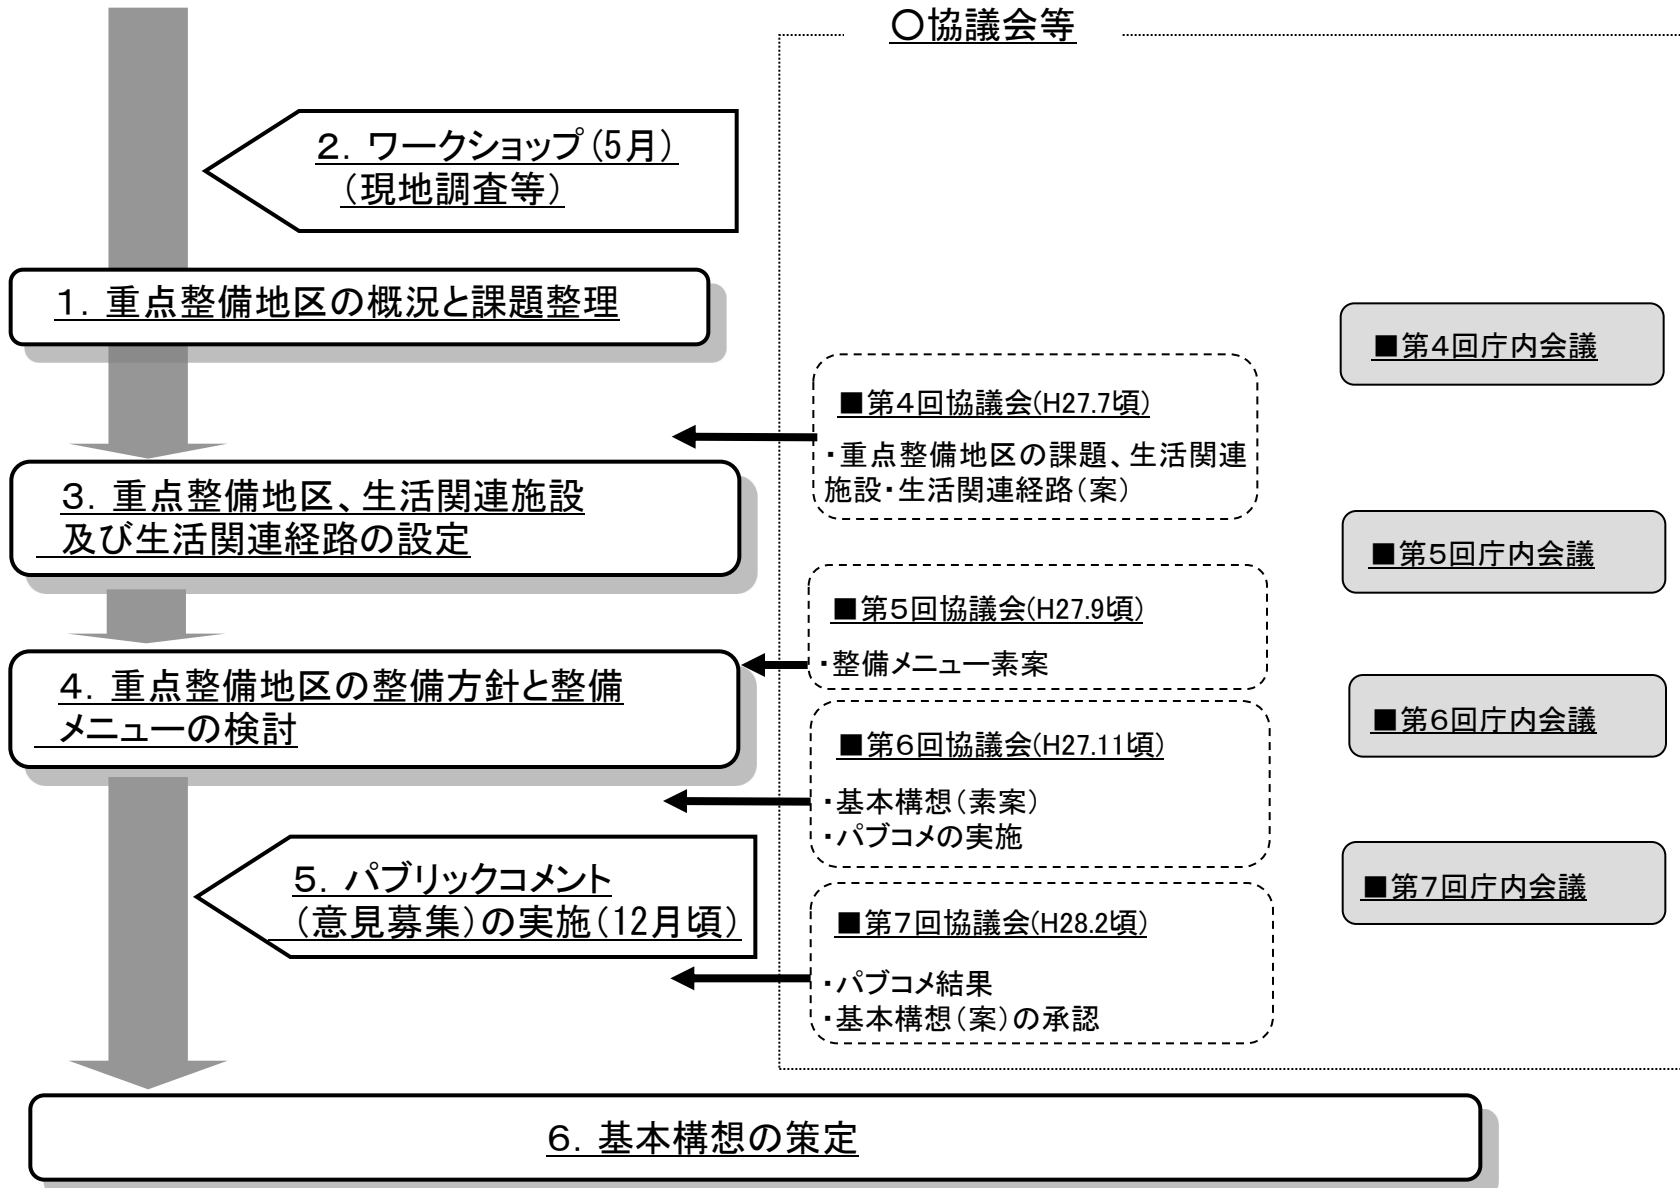 ○協議会等
２．ワークショップ（5月）
（現地調査等）
１．重点整備地区の概況と課題整理
■第４回庁内会議
■第４回協議会（H27.7頃）
・重点整備地区の課題、生活関連
施設・生活関連経路（案）
３．重点整備地区、生活関連施設
及び生活関連経路の設定
■第５回庁内会議
■第５回協議会（H27.9頃）
・整備メニュー素案
４．重点整備地区の整備方針と整備
メニューの検討
■第６回庁内会議
■第６回協議会（H27.11頃）
・基本構想（素案）
・パブコメの実施
５．パブリックコメント
（意見募集）の実施（12月頃）
■第７回庁内会議
■第７回協議会（H28.2頃）
・パブコメ結果
・基本構想（案）の承認
６．基本構想の策定